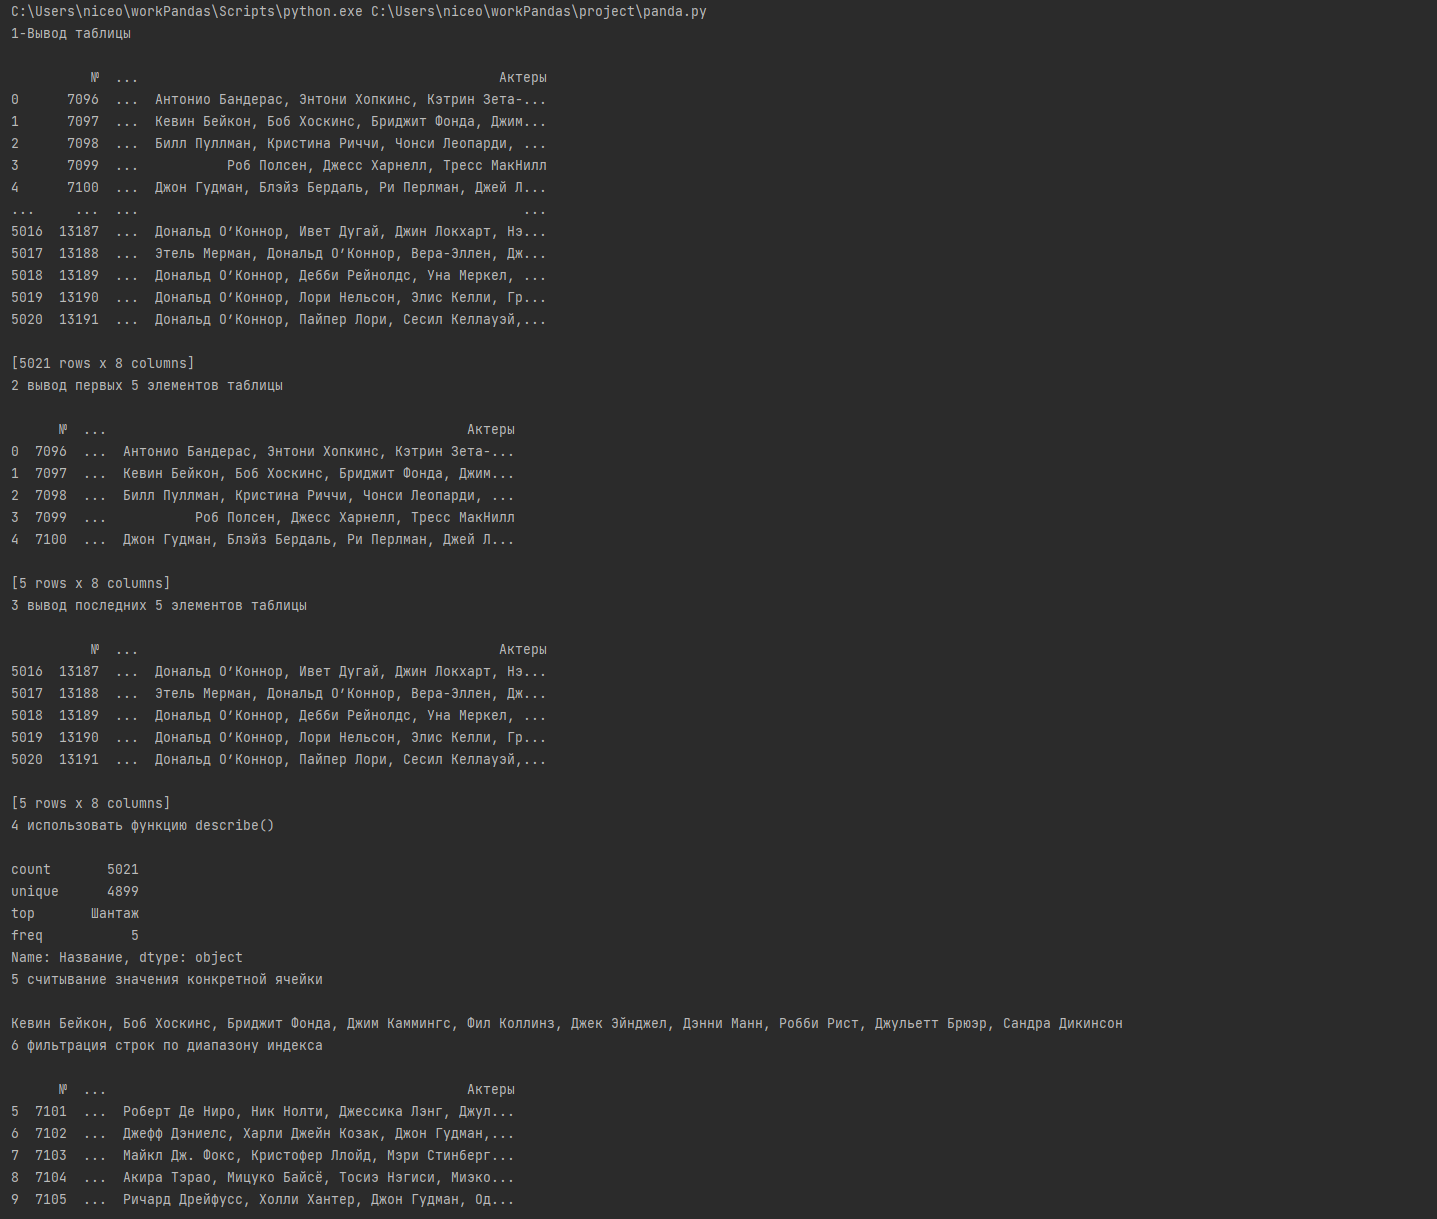 C:\Users\niceo\workPandas\Scripts\python.exe C:\Users\niceo\workPandas\project\panda.py
1-Вывод таблицы
№ ... Актеры
0 7096 ... Антонио Бандерас, Энтони Хопкинс, Кэтрин Зета-...
1 7097 ... Кевин Бейкон, Боб Хоскинс, Бриджит Фонда, Джим...
2 7098 ... Билл Пуллман, Кристина Риччи, Чонси Леопарди, ...
3 7099 ... Роб Полсен, Джесс Харнелл, Тресс МакНилл
4 7100 ... Джон Гудман, Блэйз Бердаль, Ри Перлман, Джей Л...
... ... ... ...
5016 13187 ... Дональд О’Коннор, Ивет Дугай, Джин Локхарт, Нэ...
5017 13188 ... Этель Мерман, Дональд О’Коннор, Вера-Эллен, Дж...
5018 13189 ... Дональд О’Коннор, Дебби Рейнолдс, Уна Меркел, ...
5019 13190 ... Дональд О’Коннор, Лори Нельсон, Элис Келли, Гр...
5020 13191 ... Дональд О’Коннор, Пайпер Лори, Сесил Келлауэй,...
[5021 rows x 8 columns]
2 вывод первых 5 элементов таблицы
№ ... Актеры
0 7096 ... Антонио Бандерас, Энтони Хопкинс, Кэтрин Зета-...
1 7097 ... Кевин Бейкон, Боб Хоскинс, Бриджит Фонда, Джим...
2 7098 ... Билл Пуллман, Кристина Риччи, Чонси Леопарди, ...
3 7099 ... Роб Полсен, Джесс Харнелл, Тресс МакНилл
4 7100 ... Джон Гудман, Блэйз Бердаль, Ри Перлман, Джей Л...
[5 rows x 8 columns]
3 вывод последних 5 элементов таблицы
№ ... Актеры
5016 13187 ... Дональд О’Коннор, Ивет Дугай, Джин Локхарт, Нэ...
5017 13188 ... Этель Мерман, Дональд О’Коннор, Вера-Эллен, Дж...
5018 13189 ... Дональд О’Коннор, Дебби Рейнолдс, Уна Меркел, ...
5019 13190 ... Дональд О’Коннор, Лори Нельсон, Элис Келли, Гр...
5020 13191 ... Дональд О’Коннор, Пайпер Лори, Сесил Келлауэй,...
[5 rows x 8 columns]
4 использовать функцию describe()
count 5021
unique 4899
top Шантаж
freq 5
Name: Название, dtype: object
5 считывание значения конкретной ячейки
Кевин Бейкон, Боб Хоскинс, Бриджит Фонда, Джим Каммингс, Фил Коллинз, Джек Эйнджел, Дэнни Манн, Робби Рист, Джульетт Брюэр, Сандра Дикинсон
6 фильтрация строк по диапазону индекса
№ ... Актеры
5 7101 ... Роберт Де Ниро, Ник Нолти, Джессика Лэнг, Джул...
6 7102 ... Джефф Дэниелс, Харли Джейн Козак, Джон Гудман,...
7 7103 ... Майкл Дж. Фокс, Кристофер Ллойд, Мэри Стинберг...
8 7104 ... Акира Тэрао, Мицуко Байсё, Тосиэ Нэгиси, Миэко...
9 7105 ... Ричард Дрейфусс, Холли Хантер, Джон Гудман, Од...